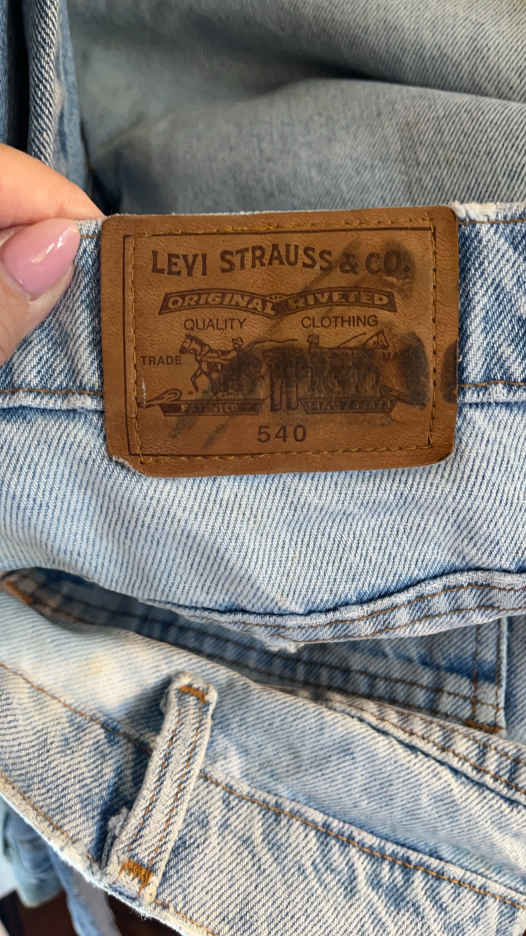 LEVI STRAUSS & CO.
ORIGINAL RIVETED
QUALITY CLOTHING
TRADE
540